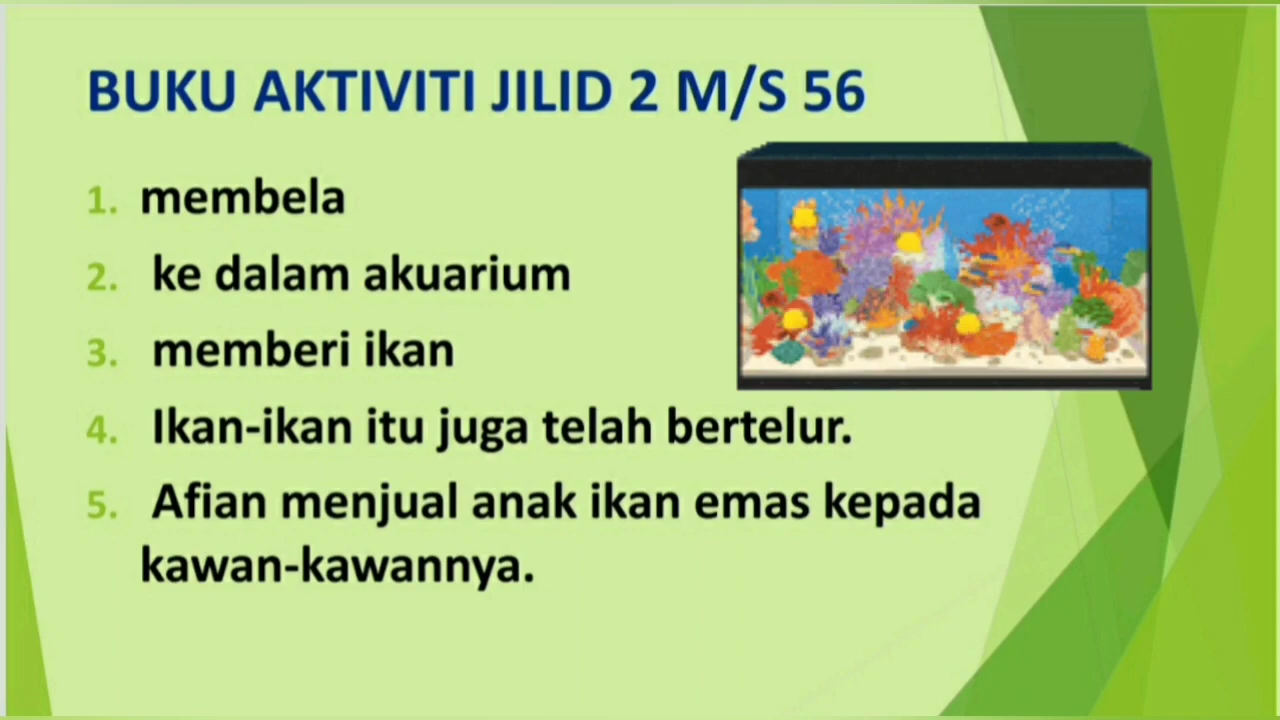 BUKU AKTIVITI JILID 2 M/S 56
1. membela
2. ke dalam akuarium
3. memberi ikan
4. Ikan-ikan itu juga telah bertelur.
5. Afian menjual anak ikan emas kepada
kawan-kawannya.